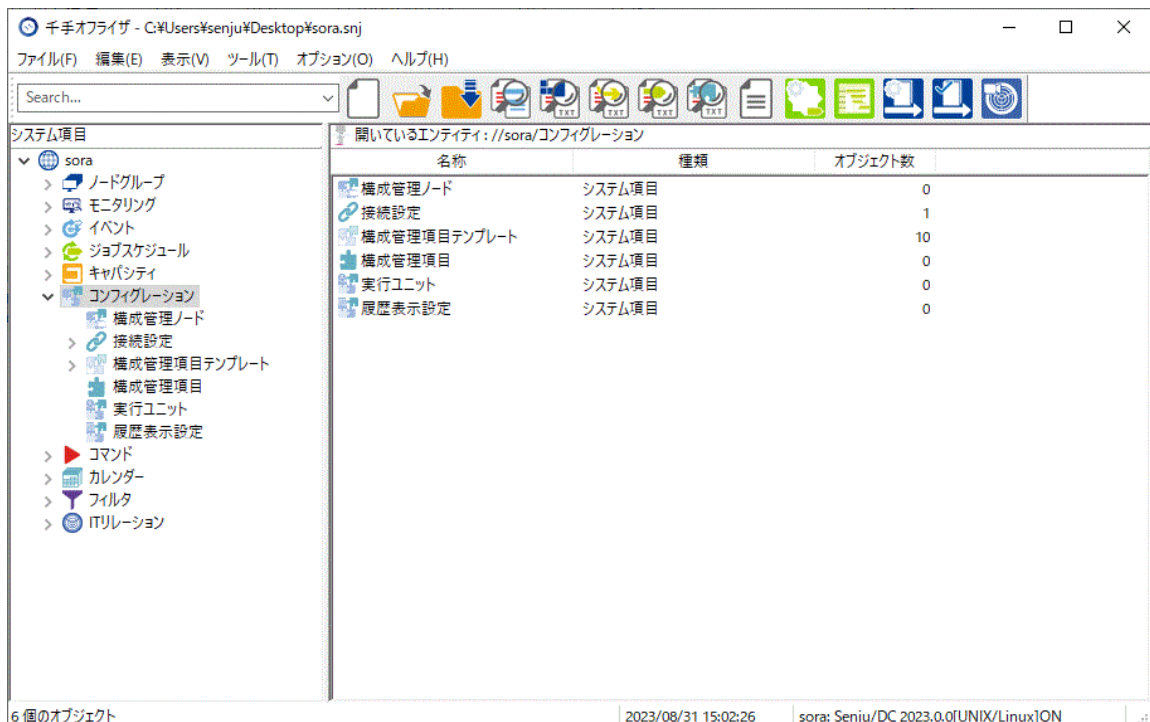 千手オフライザ - C:¥Users¥senju¥Desktop¥sora.snj
ファイル(F) 編集(E) 表示(V) ツール(T) オプション(O) ヘルプ(H)
Search...
TXT TXT TXT TXT
システム項目
sora
ノードグループ
モニタリング
イベント
ジョブスケジュール
キャパシティ
コンフィグレーション
構成管理ノード
接続設定
構成管理項目テンプレート
構成管理項目
実行ユニット
履歴表示設定
コマンド
カレンダー
フィルタ
ITリレーション
開いているエンティティ : //sora/コンフィグレーション
名称 種類 オブジェクト数
構成管理ノード システム項目 0
接続設定 システム項目 1
構成管理項目テンプレート システム項目 10
構成管理項目 システム項目 0
実行ユニット システム項目 0
履歴表示設定 システム項目 0
6 個のオブジェクト 2023/08/31 15:02:26 sora: Senju/DC 2023.0.0[UNIX/Linux]ON